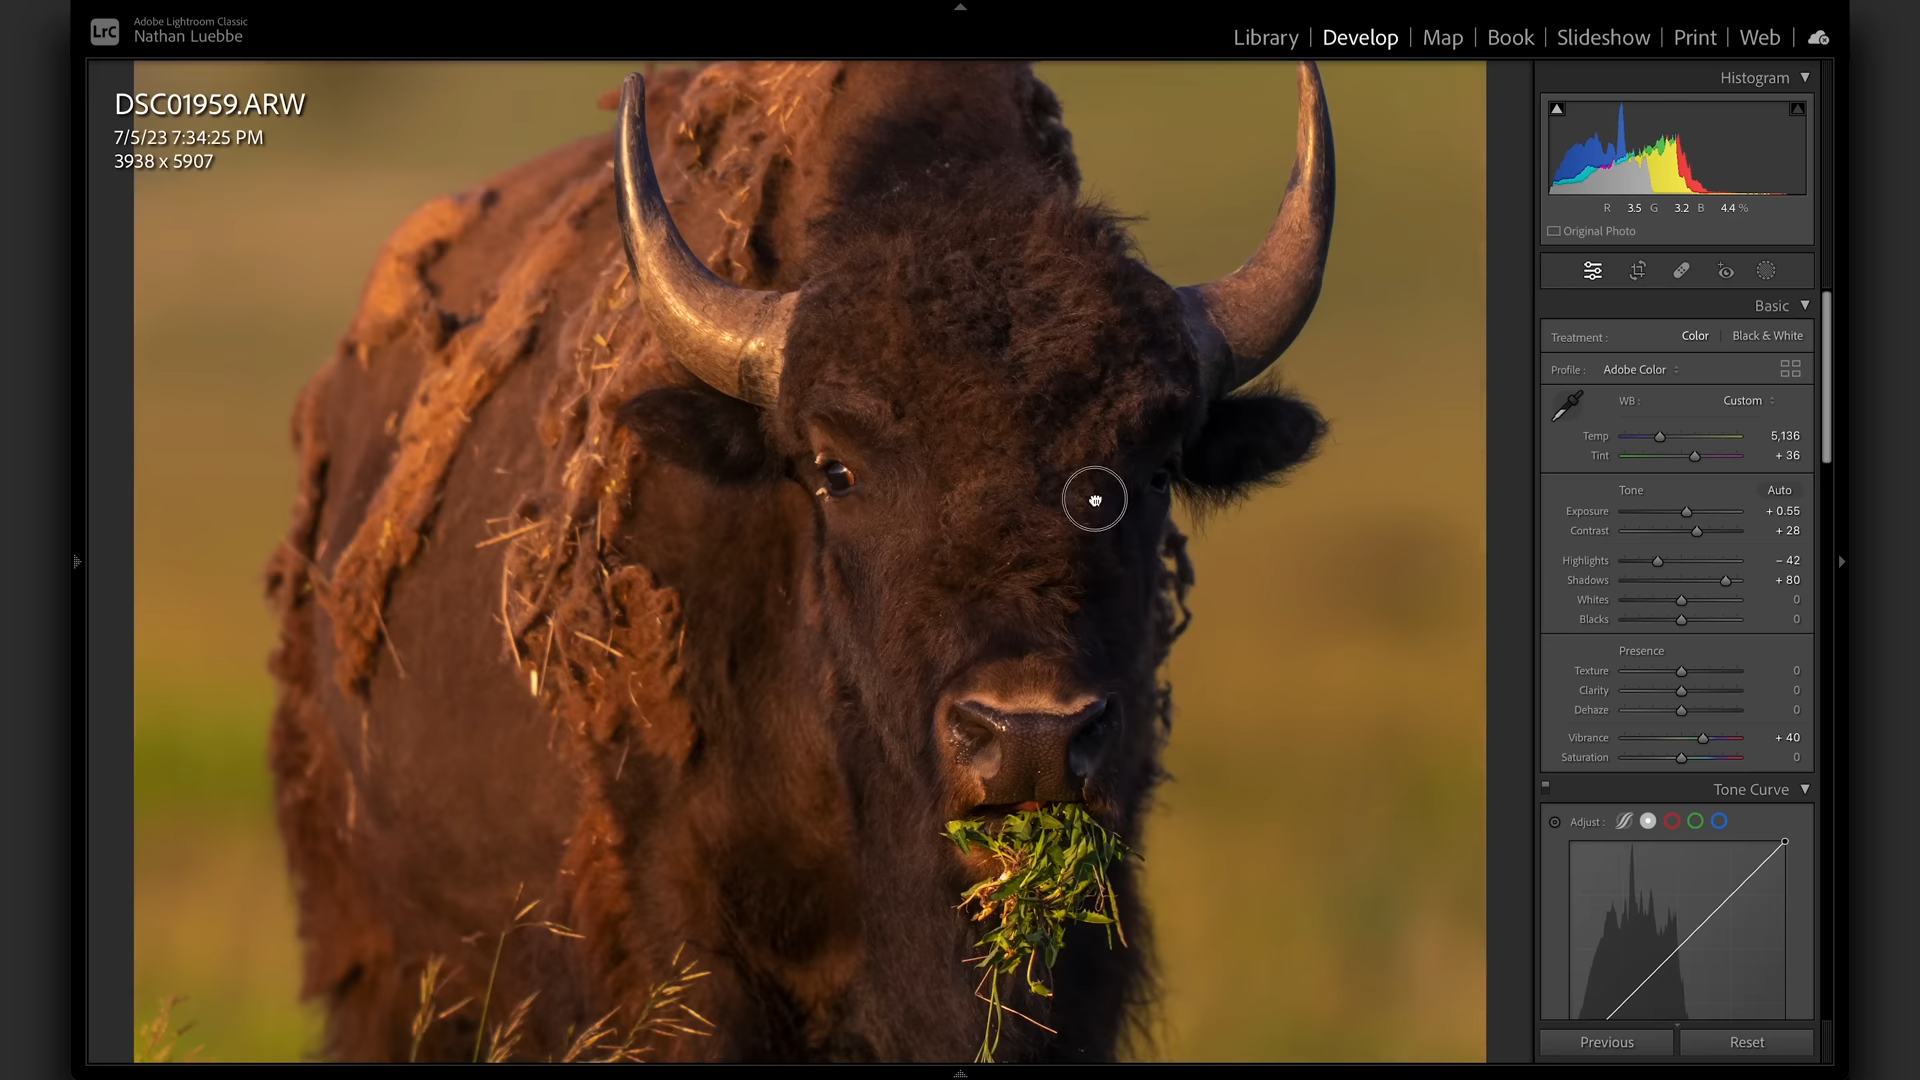 LrC
Adobe Lightroom Classic
Nathan Luebbe
Library | Develop | Map | Book | Slideshow | Print | Web |
DSC01959.ARW
7/5/23 7:34:25 PM
3938 x 5907
Histogram
R 3.5 G 3.2 B 4.4 %
Original Photo
Basic
Treatment : Color | Black & White
Profile : Adobe Color
WB : Custom
Temp 5,136
Tint + 36
Tone Auto
Exposure + 0.55
Contrast + 28
Highlights – 42
Shadows + 80
Whites 0
Blacks 0
Presence
Texture 0
Clarity 0
Dehaze 0
Vibrance + 40
Saturation 0
Tone Curve
Adjust :
Previous Reset